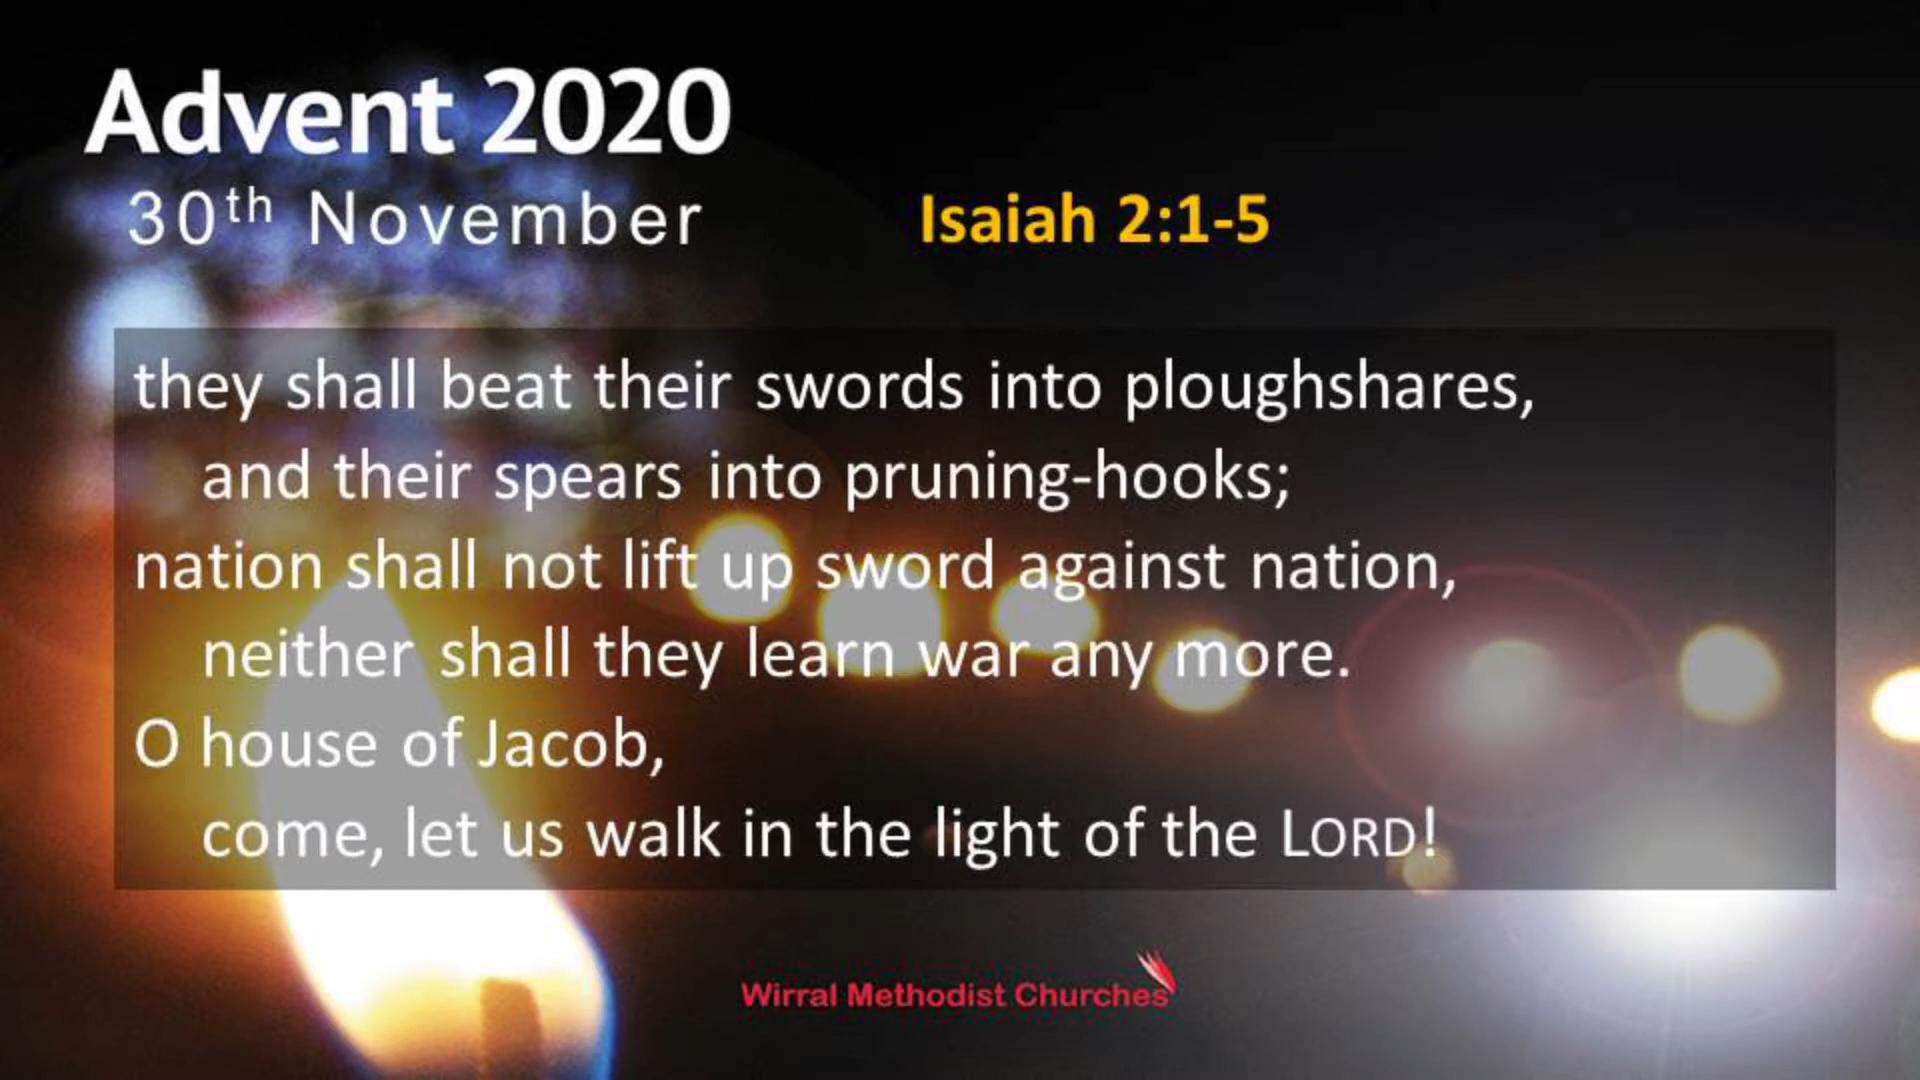 Advent 2020
30th November
Isaiah 2:1-5
they shall beat their swords into ploughshares,
and their spears into pruning-hooks;
nation shall not lift up sword against nation,
neither shall they learn war any more.
O house of Jacob,
come, let us walk in the light of the LORD!
Wirral Methodist Churches